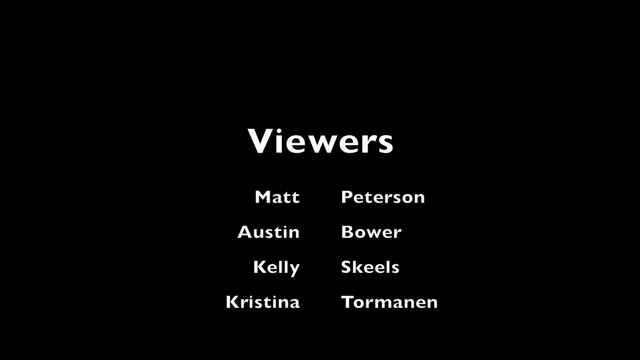 Viewers
Matt Peterson
Austin Bower
Kelly Skeels
Kristina Tormanen